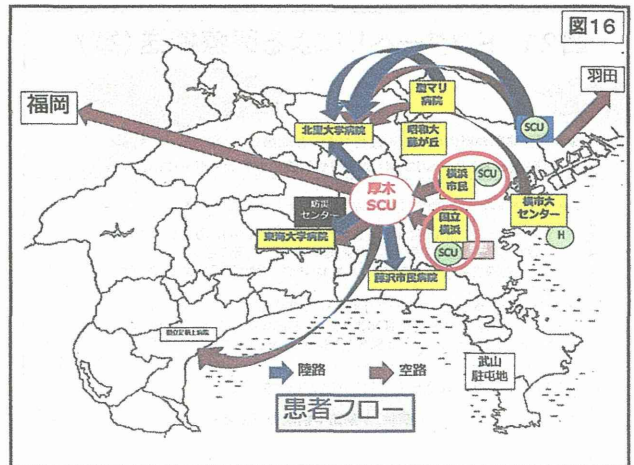 図16
羽田
福岡
聖マリ
病院
北里大学病院
昭和大
藤が丘
SCU
横浜
市民
SCU
厚木
SCU
防災
センター
東海大学病院
国立
横浜
SCU
横市大
センター
H
藤沢市民病院
武山
駐屯地
陸路
空路
患者フロー